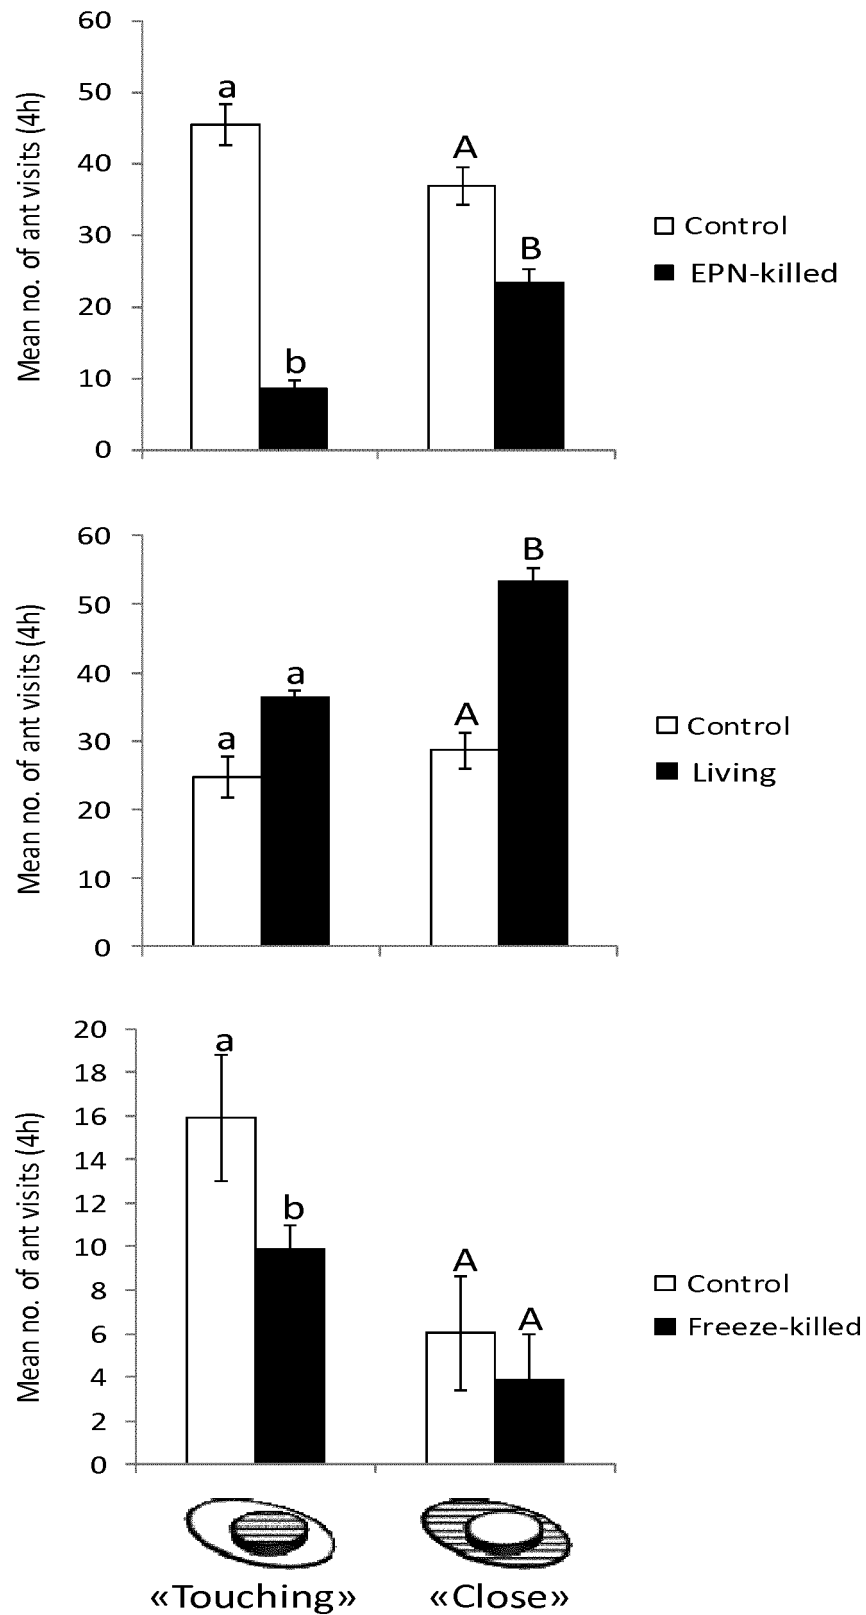 Mean no. of ant visits (4h)
60
50
40
30
20
10
0
a
b
A
B
Control
EPN-killed
Mean no. of ant visits (4h)
60
50
40
30
20
10
0
a
a
A
B
Control
Living
Mean no. of ant visits (4h)
20
18
16
14
12
10
8
6
4
2
0
a
b
A
A
Control
Freeze-killed
«Touching» «Close»